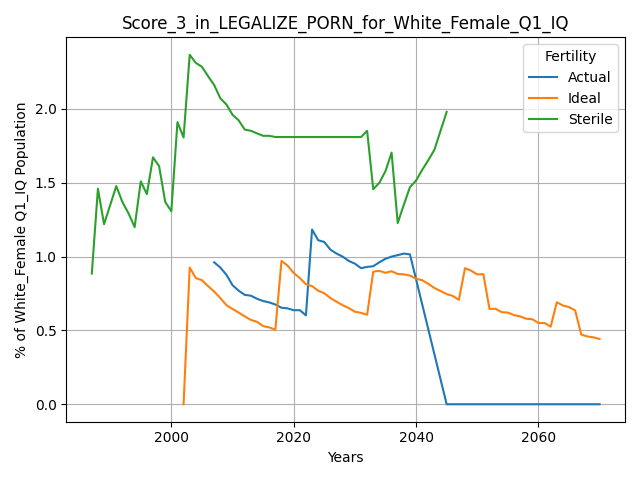 Score_3_in_LEGALIZE_PORN_for_White_Female_Q1_IQ
% of White_Female Q1_IQ Population
2.0
1.5
1.0
0.5
0.0
Fertility
Actual
Ideal
Sterile
2000
2020
2040
2060
Years